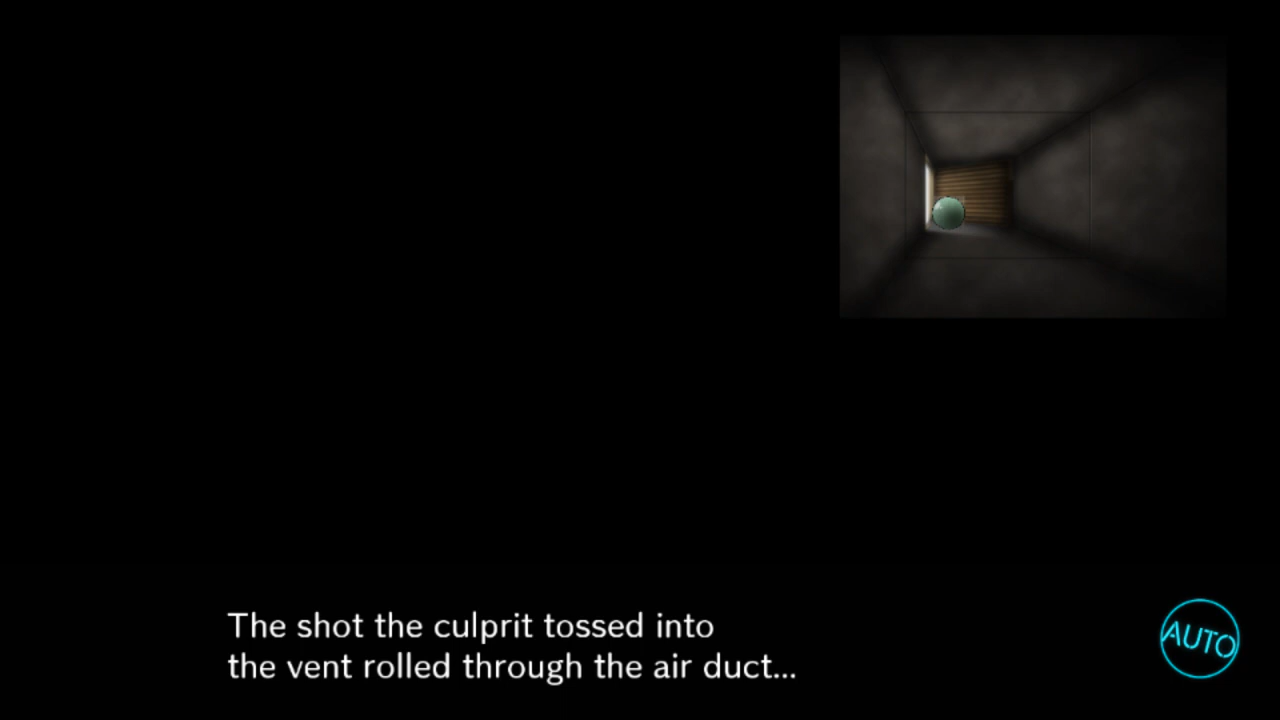 The shot the culprit tossed into
the vent rolled through the air duct...
AUTO